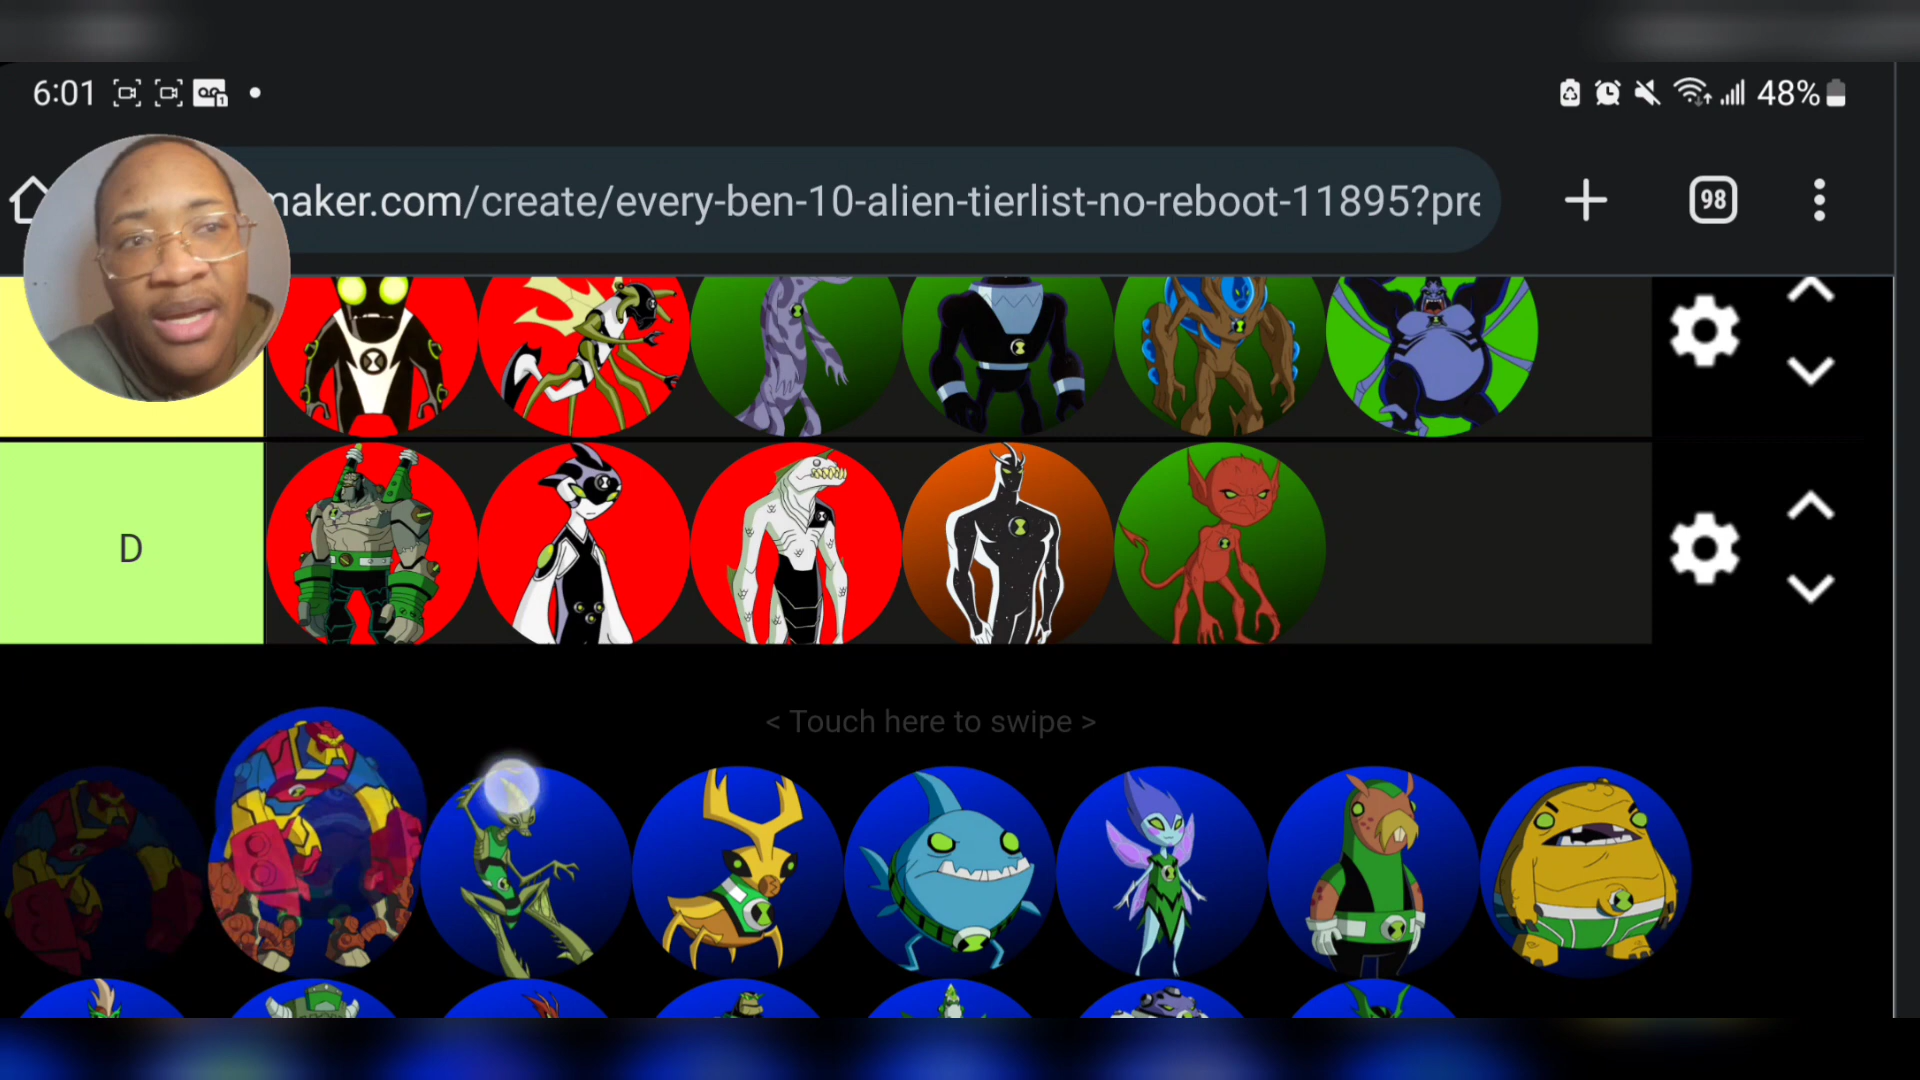 6:01
48%
maker.com/create/every-ben-10-alien-tierlist-no-reboot-11895?pre
98
D
< Touch here to swipe >